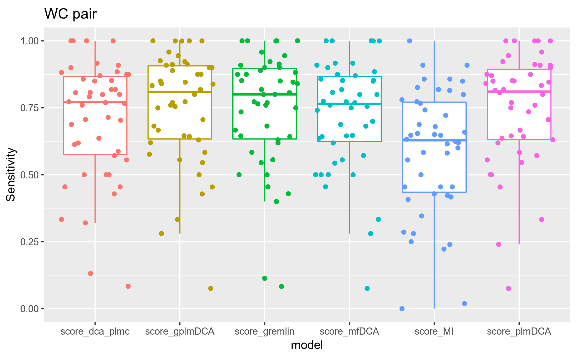 WC pair
Sensitivity
1.00
0.75
0.50
0.25
0.00
score_dca_plmc score_gplmDCA score_gremlin score_mfDCA score_MI score_plmDCA
model